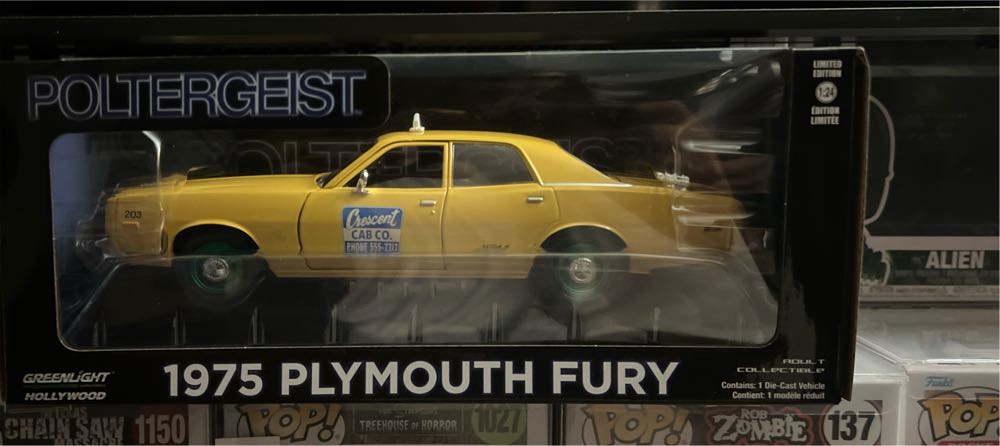 POLTERGEIST
LIMITED
EDITION
1:24
ÉDITION
LIMITÉE
203
Crescent
CAB CO.
PHONE 555-7717
ALIEN
GREENLIGHT
HOLLYWOOD
1975 PLYMOUTH FURY
ADULT
COLLECTIBLE
Contains: 1 Die-Cast Vehicle
Contient: 1 modèle réduit
CHAIN SAW 1150
POP!
TREEHOUSE OF HORROR
1027
POP!
ROB
ZOMBIE
137
Funko
POP!